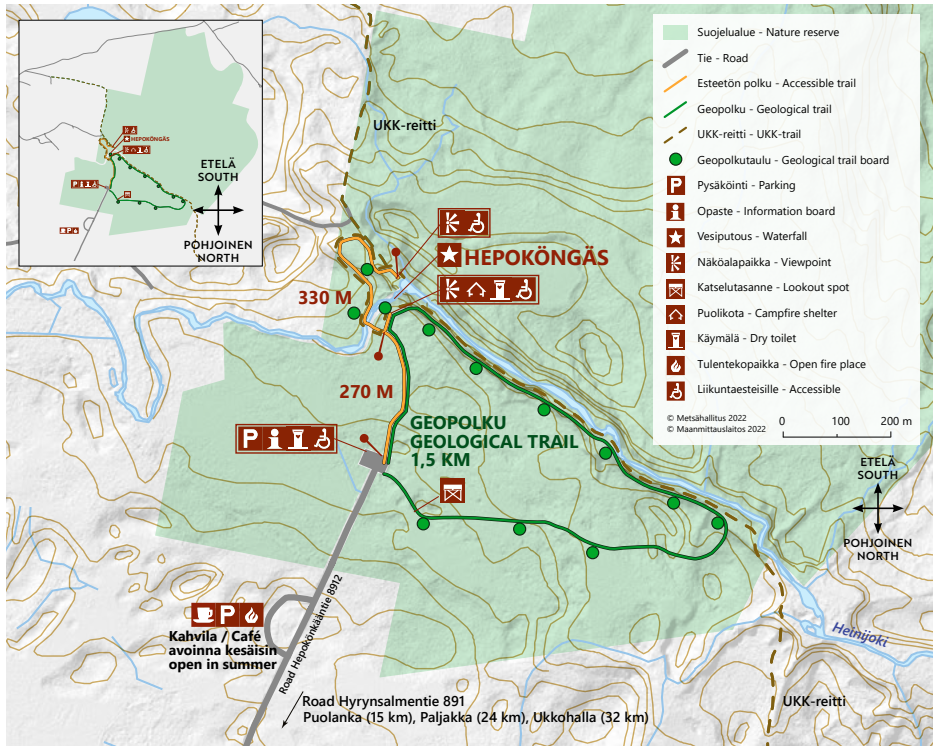 HEPOKÖNGÄS
ETELÄ
SOUTH
POHJOINEN
NORTH
UKK-reitti
HEPOKÖNGÄS
330 M
270 M
GEOPOLKU
GEOLOGICAL TRAIL
1,5 KM
Suojelualue - Nature reserve
Tie - Road
Esteetön polku - Accessible trail
Geopolku - Geological trail
UKK-reitti - UKK-trail
Geopolkutaulu - Geological trail board
P
Pysäköinti - Parking
Opaste - Information board
Vesiputous - Waterfall
Näköalapaikka - Viewpoint
Katselutasanne - Lookout spot
Puolikota - Campfire shelter
Käymälä - Dry toilet
Tulentekopaikka - Open fire place
Liikuntaesteisille - Accessible
© Metsähallitus 2022
© Maanmittauslaitos 2022
0 100 200 m
P
ETELÄ
SOUTH
POHJOINEN
NORTH
P
Kahvila / Café
avoinna kesäisin
open in summer
Road Hepokönkääntie 8912
Heinijoki
Road Hyrynsalmentie 891
Puolanka (15 km), Paljakka (24 km), Ukkohalla (32 km)
UKK-reitti